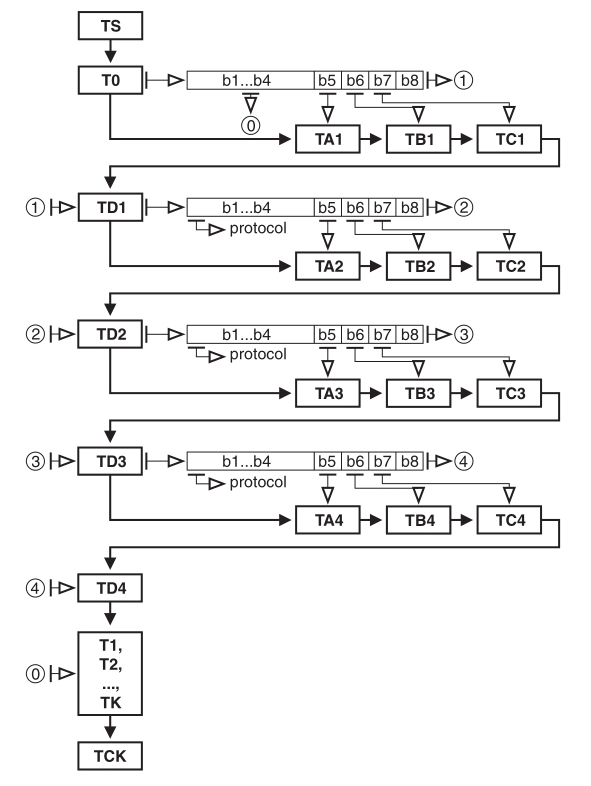 TS
T0 b1...b4 b5 b6 b7 b8 1
0
TA1 TB1 TC1
1 TD1 b1...b4 b5 b6 b7 b8 2
protocol
TA2 TB2 TC2
2 TD2 b1...b4 b5 b6 b7 b8 3
protocol
TA3 TB3 TC3
3 TD3 b1...b4 b5 b6 b7 b8 4
protocol
TA4 TB4 TC4
4 TD4
T1,
T2,
0 ...,
TK
TCK